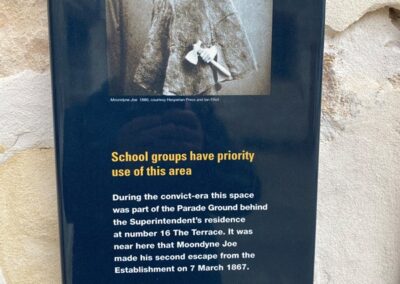 Moondyne Joe 1880, courtesy Hesperian Press and Ian Elliot
School groups have priority
use of this area
During the convict-era this space
was part of the Parade Ground behind
the Superintendent's residence
at number 16 The Terrace. It was
near here that Moondyne Joe
made his second escape from the
Establishment on 7 March 1867.